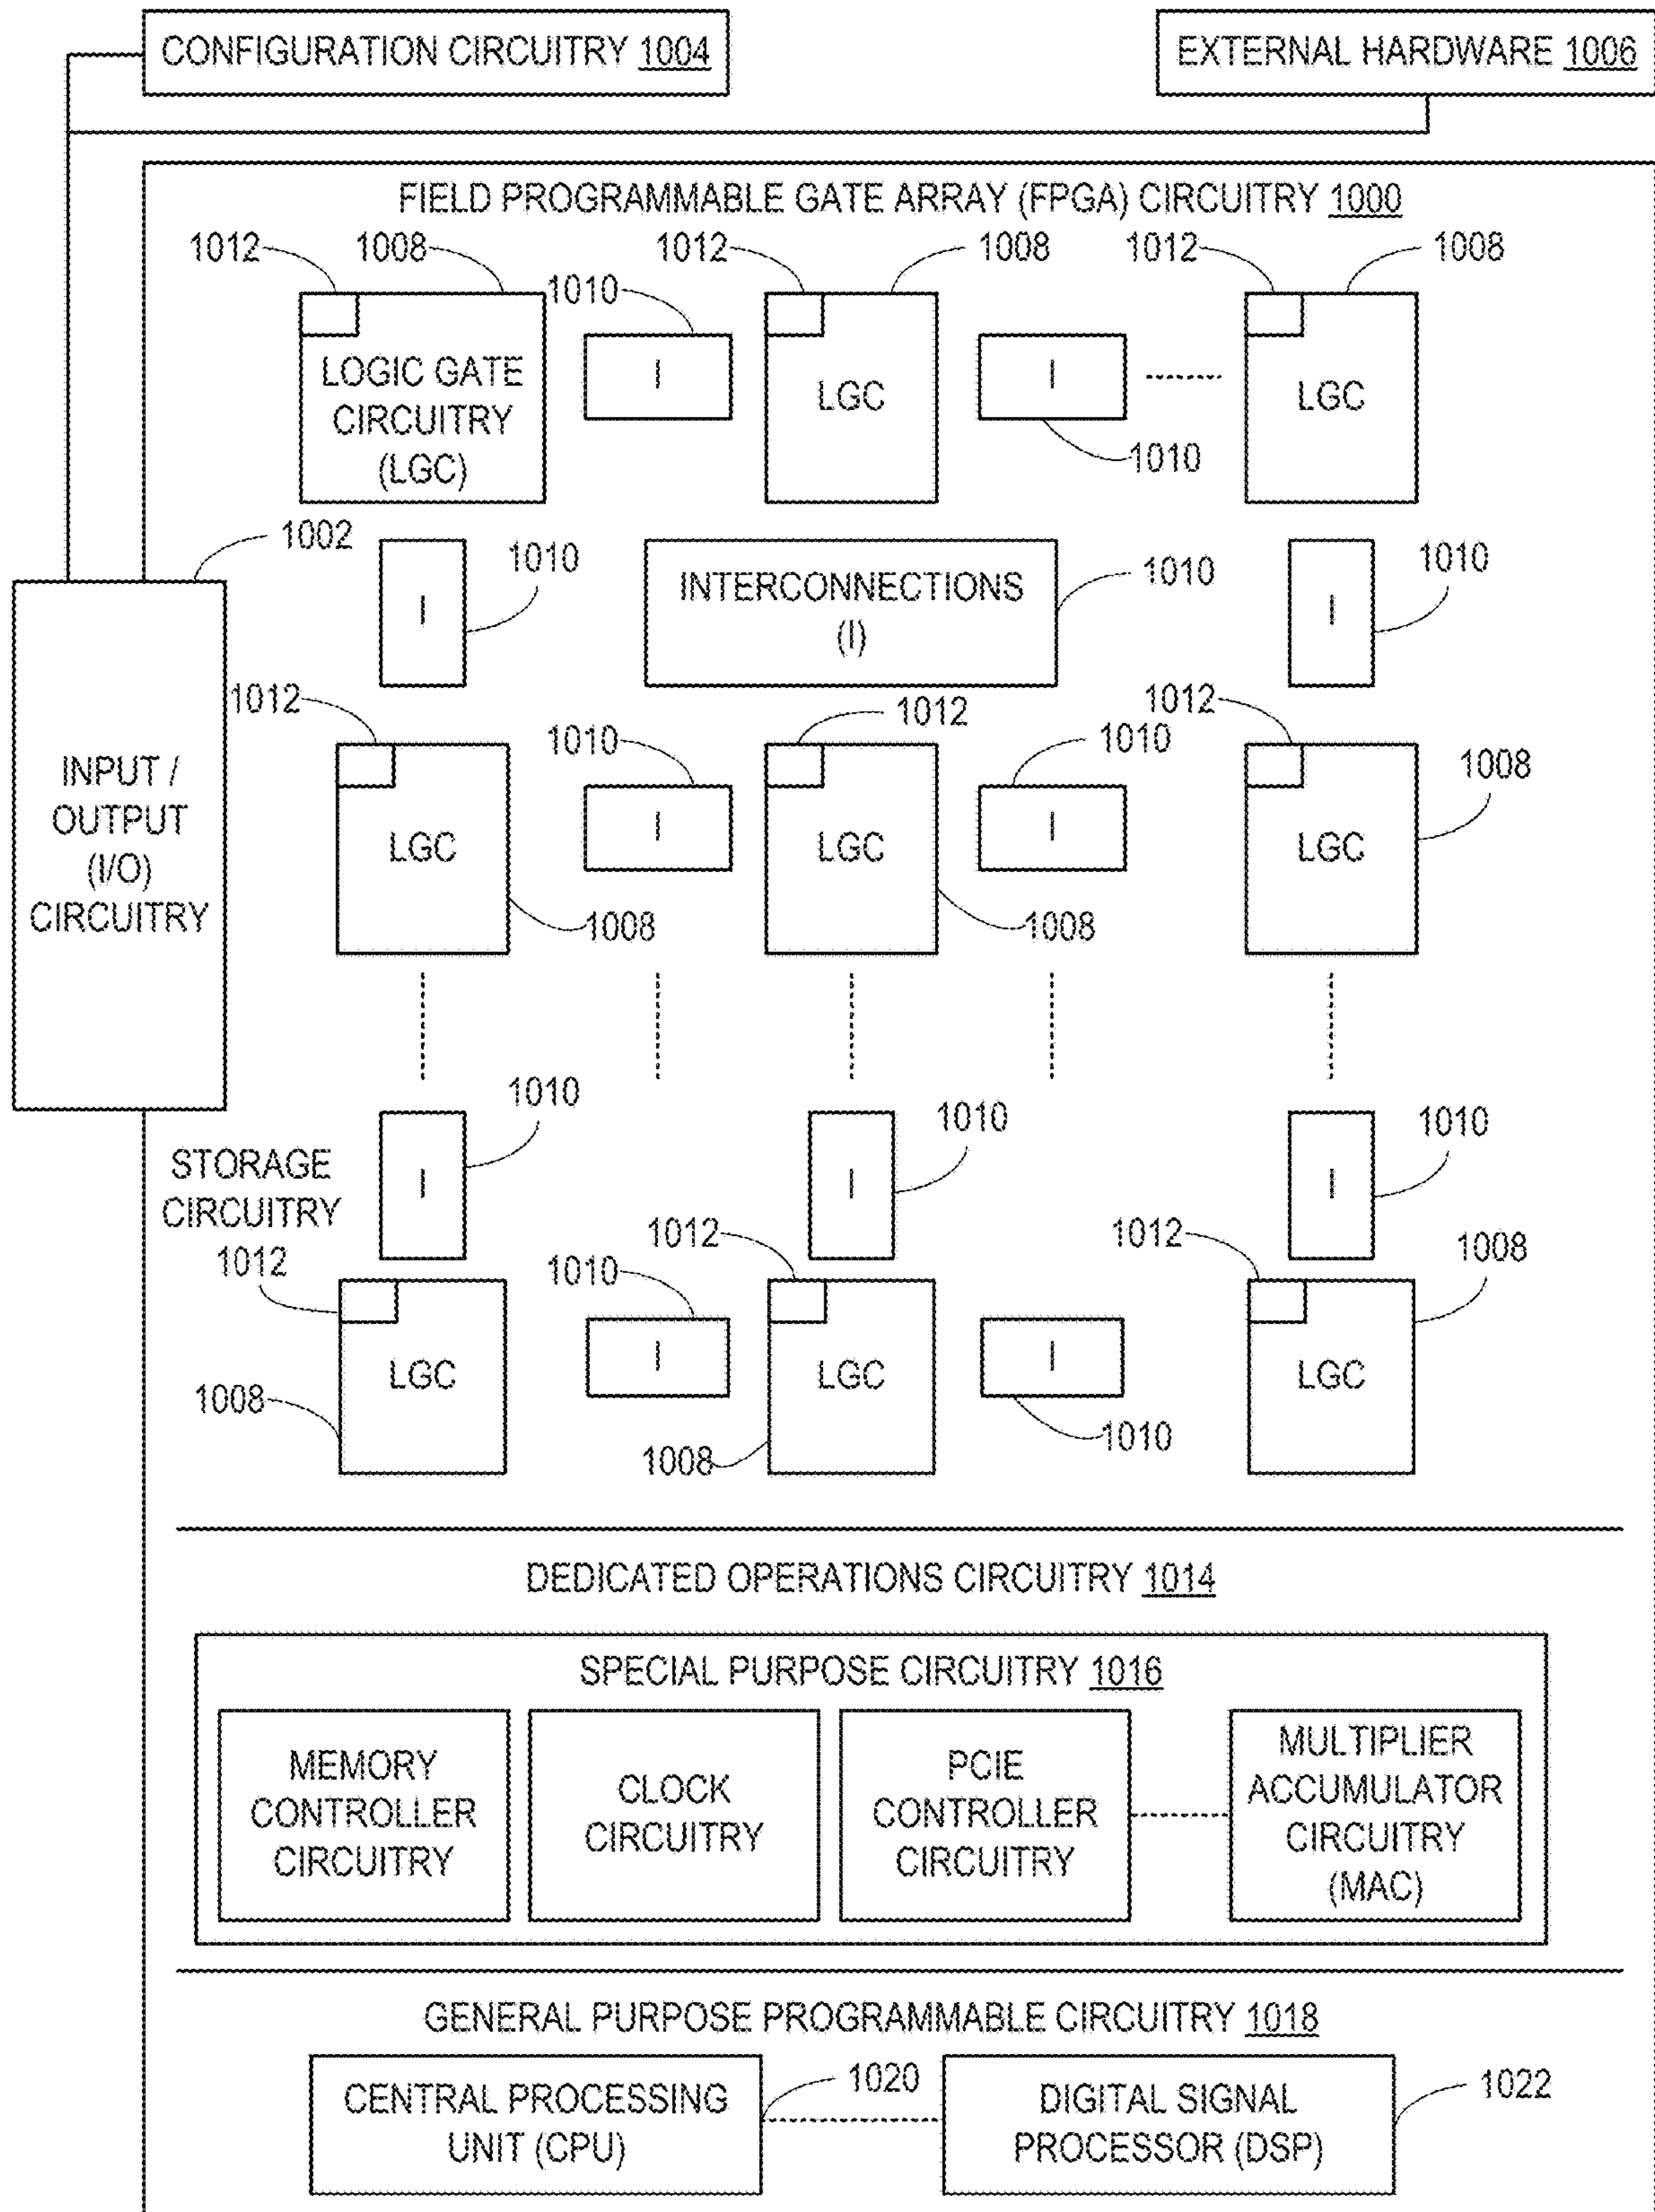 CONFIGURATION CIRCUITRY 1004
EXTERNAL HARDWARE 1006
FIELD PROGRAMMABLE GATE ARRAY (FPGA) CIRCUITRY 1000
1012
1008
1010
1012
1008
1012
1008
LOGIC GATE
CIRCUITRY
(LGC)
I
LGC
I
LGC
1010
1002
1010
1010
1010
I
INTERCONNECTIONS
(I)
I
1012
1010
1012
1010
1012
1008
INPUT /
OUTPUT
(I/O)
CIRCUITRY
LGC
I
LGC
I
LGC
1008
1008
1010
1010
1010
STORAGE
CIRCUITRY
1012
I
I
I
1010
1012
1012
1008
LGC
I
LGC
I
LGC
1008
1008
1010
DEDICATED OPERATIONS CIRCUITRY 1014
SPECIAL PURPOSE CIRCUITRY 1016
MEMORY
CONTROLLER
CIRCUITRY
CLOCK
CIRCUITRY
PCIE
CONTROLLER
CIRCUITRY
MULTIPLIER
ACCUMULATOR
CIRCUITRY
(MAC)
GENERAL PURPOSE PROGRAMMABLE CIRCUITRY 1018
CENTRAL PROCESSING
UNIT (CPU)
1020
DIGITAL SIGNAL
PROCESSOR (DSP)
1022